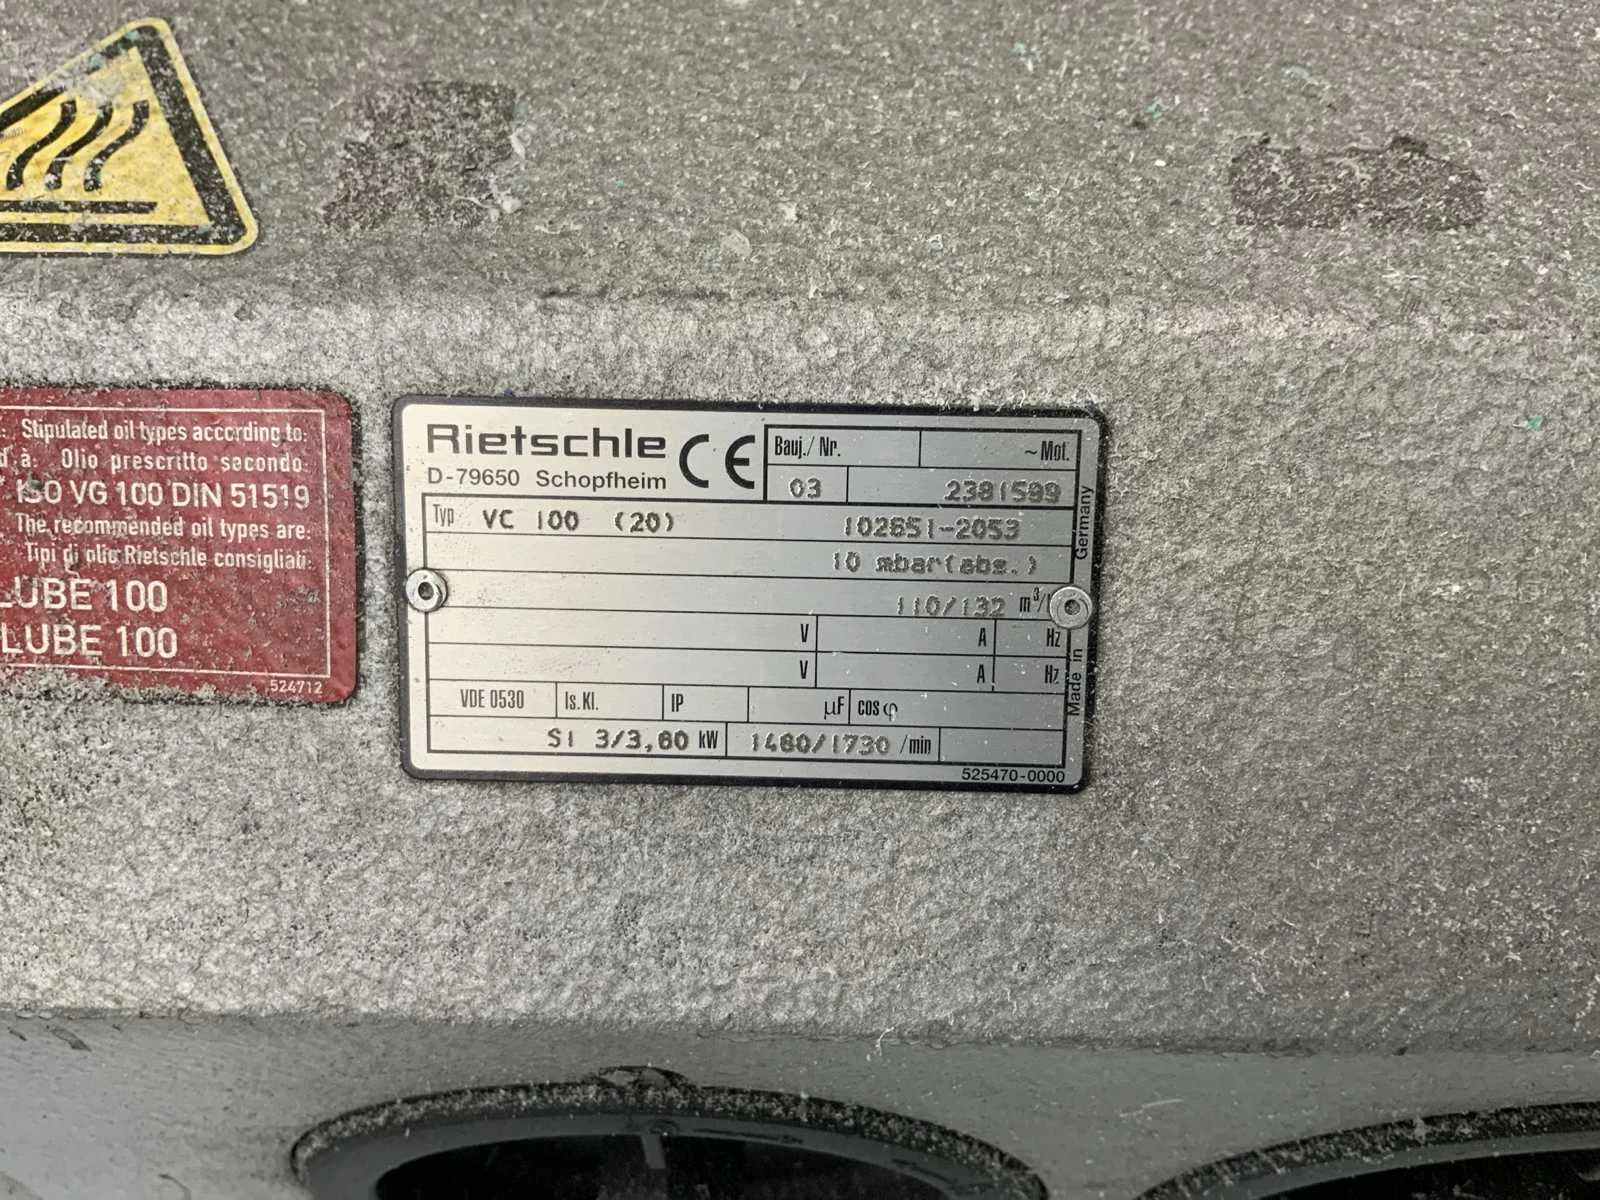 : Stipulated oil types according to:
d à: Olio prescritto secondo:
ISO VG 100 DIN 51519
The recommended oil types are:
Tipi di olio Rietschle consigliati:
LUBE 100
LUBE 100
524712
Rietschle CE
D-79650 Schopfheim
Bauj./ Nr. ~Mot.
03 2381599
Typ VC 100 (20) 102651-2053
10 mbar(abs.)
110/132 m³/
V A Hz
V A Hz
VDE 0530 Is.Kl. IP µF cos φ
S1 3/3,60 kW 1460/1730 /min
525470-0000
Made in Germany